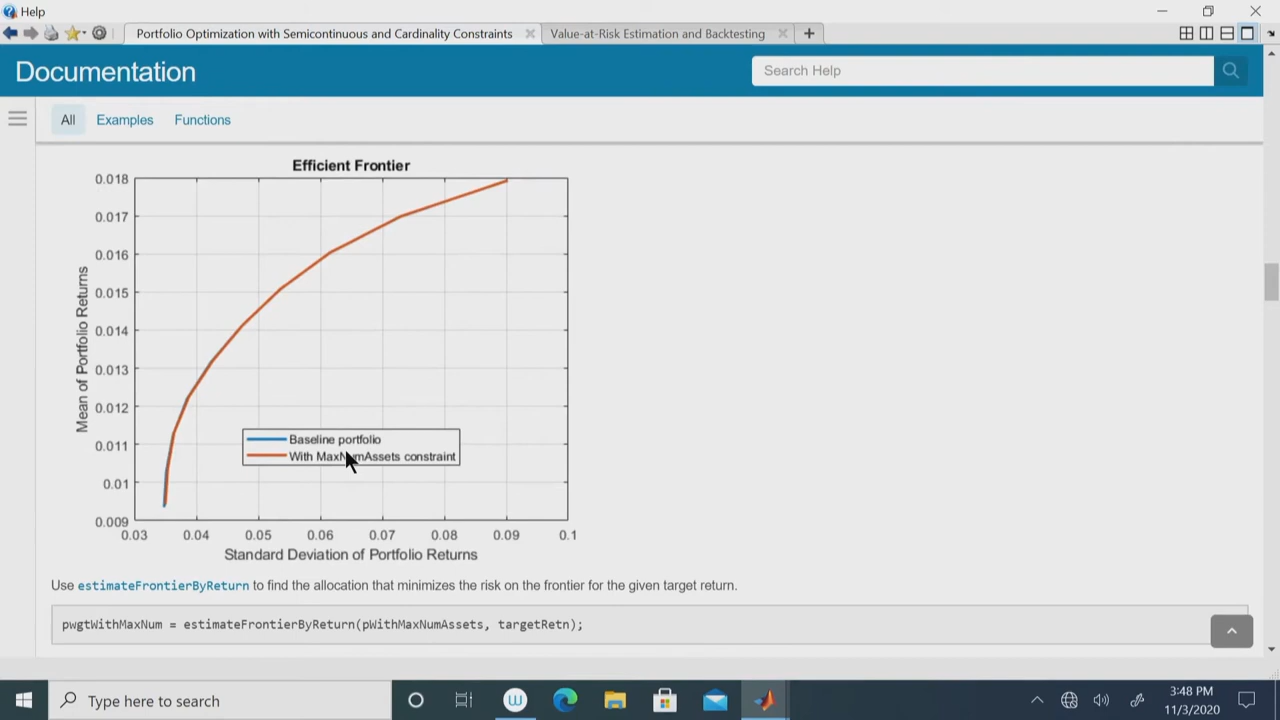 Help
Portfolio Optimization with Semicontinuous and Cardinality Constraints
Value-at-Risk Estimation and Backtesting
Documentation
Search Help
All
Examples
Functions
Efficient Frontier
0.018
0.017
0.016
0.015
0.014
0.013
0.012
0.011
0.01
0.009
Mean of Portfolio Returns
Baseline portfolio
With MaxNumAssets constraint
0.03 0.04 0.05 0.06 0.07 0.08 0.09 0.1
Standard Deviation of Portfolio Returns
Use estimateFrontierByReturn to find the allocation that minimizes the risk on the frontier for the given target return.
pwgtWithMaxNum = estimateFrontierByReturn(pWithMaxNumAssets, targetRetn);
Type here to search
3:48 PM
11/3/2020